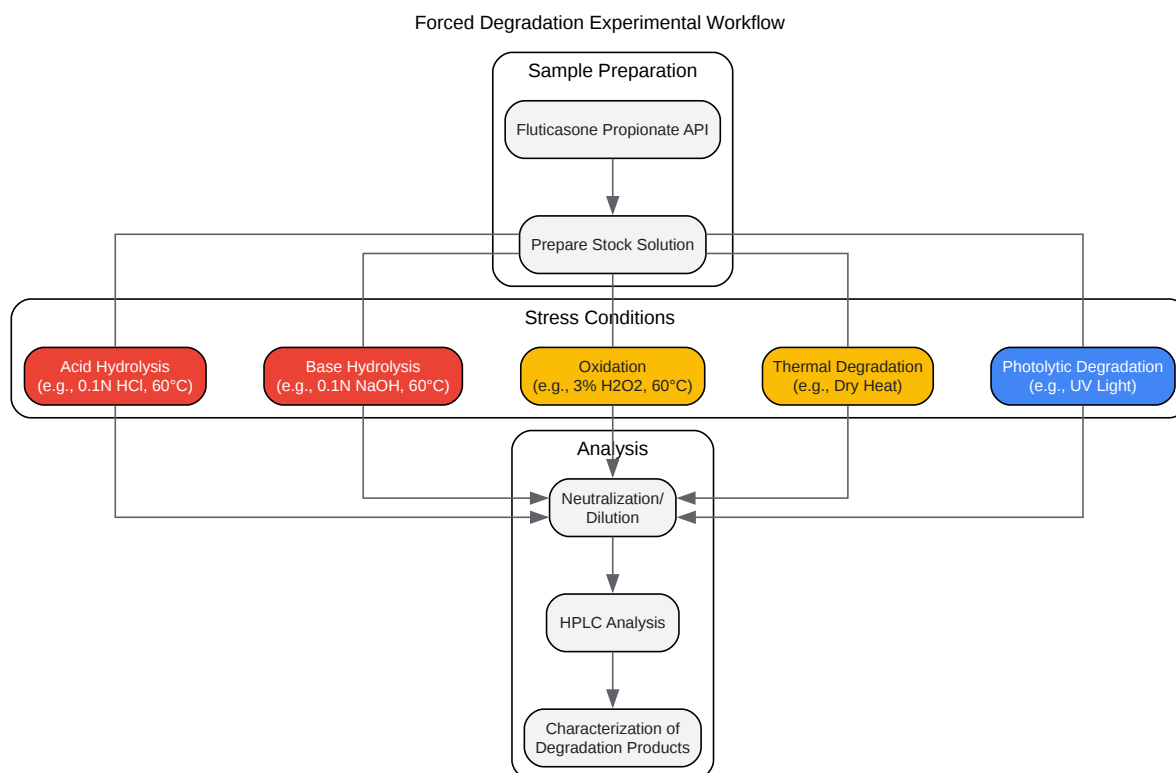 Forced Degradation Experimental Workflow
Sample Preparation
Fluticasone Propionate API
Prepare Stock Solution
Stress Conditions
Acid Hydrolysis
(e.g., 0.1N HCl, 60°C)
Base Hydrolysis
(e.g., 0.1N NaOH, 60°C)
Oxidation
(e.g., 3% H2O2, 60°C)
Thermal Degradation
(e.g., Dry Heat)
Photolytic Degradation
(e.g., UV Light)
Analysis
Neutralization/
Dilution
HPLC Analysis
Characterization of
Degradation Products